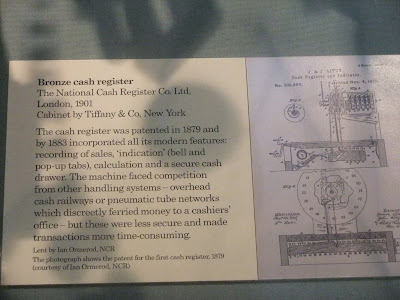 Bronze cash register
The National Cash Register Co. Ltd,
London, 1901
Cabinet by Tiffany & Co, New York
The cash register was patented in 1879 and
by 1883 incorporated all its modern features:
recording of sales, 'indication' (bell and
pop-up tabs), calculation and a secure cash
drawer. The machine faced competition
from other handling systems – overhead
cash railways or pneumatic tube networks
which discreetly ferried money to a cashiers'
office – but these were less secure and made
transactions more time-consuming.
Lent by Ian Ormerod, NCR
The photograph shows the patent for the first cash register, 1879
(courtesy of Ian Ormerod, NCR)
J. & J. RITTY.
Cash Register and Indicator.